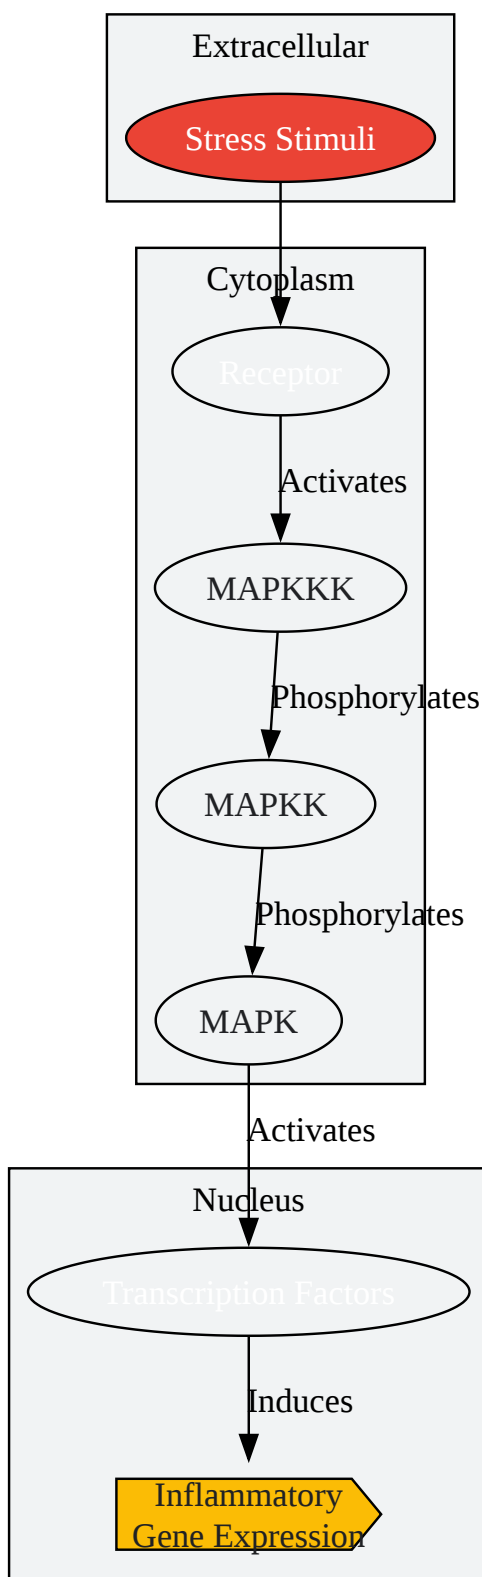 Extracellular
Stress Stimuli
Cytoplasm
Receptor
Activates
MAPKKK
Phosphorylates
MAPKK
Phosphorylates
MAPK
Activates
Nucleus
Transcription Factors
Induces
Inflammatory
Gene Expression